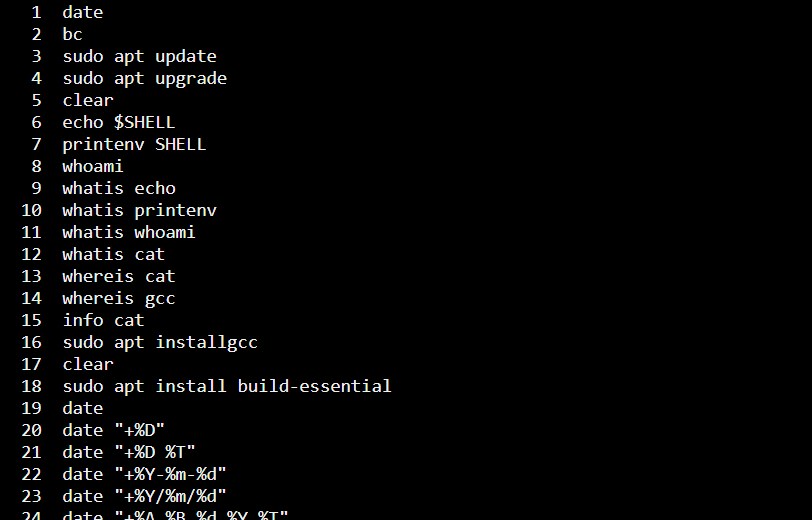 1 date
2 bc
3 sudo apt update
4 sudo apt upgrade
5 clear
6 echo $SHELL
7 printenv SHELL
8 whoami
9 whatis echo
10 whatis printenv
11 whatis whoami
12 whatis cat
13 whereis cat
14 whereis gcc
15 info cat
16 sudo apt installgcc
17 clear
18 sudo apt install build-essential
19 date
20 date "+%D"
21 date "+%D %T"
22 date "+%Y-%m-%d"
23 date "+%Y/%m/%d"
24 date "+%A %B %d %Y %T"